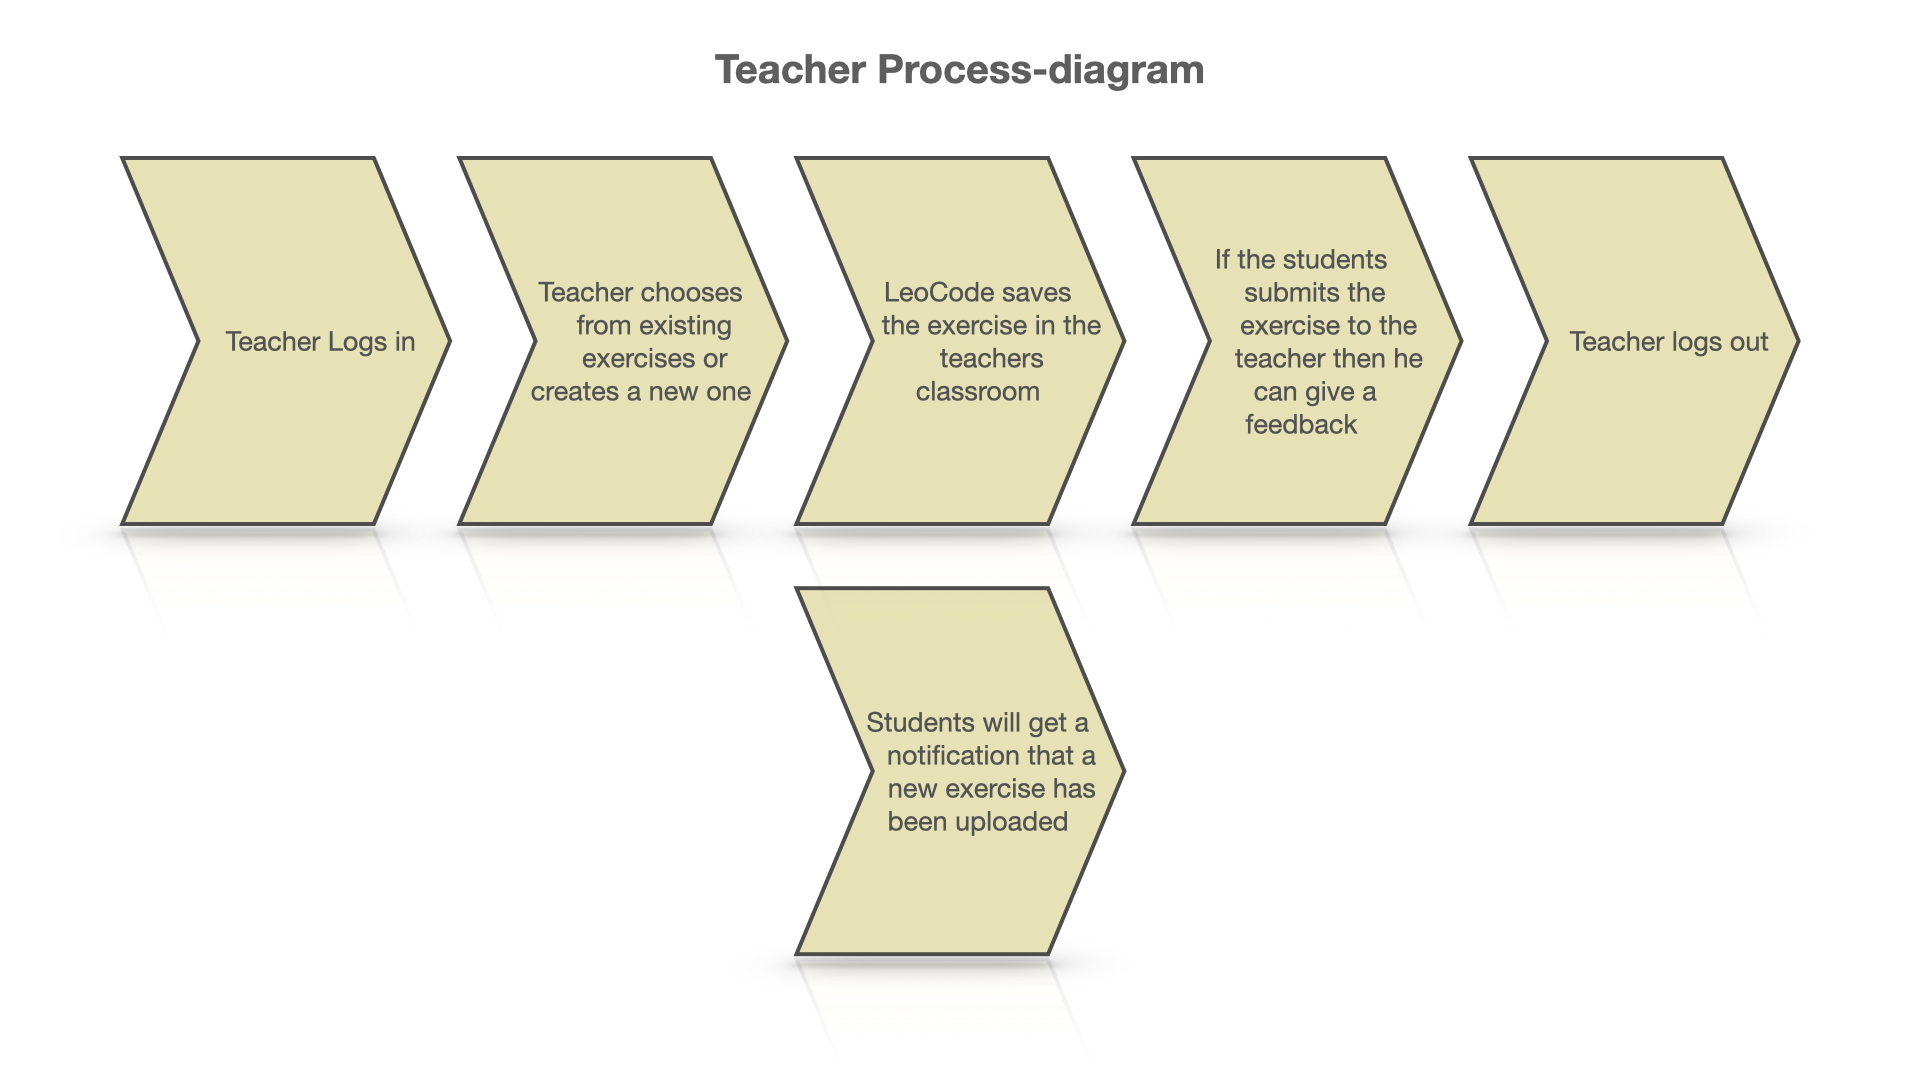 Teacher Process-diagram
Teacher Logs in
Teacher chooses
from existing
exercises or
creates a new one
LeoCode saves
the exercise in the
teachers
classroom
If the students
submits the
exercise to the
teacher then he
can give a
feedback
Teacher logs out
Students will get a
notification that a
new exercise has
been uploaded